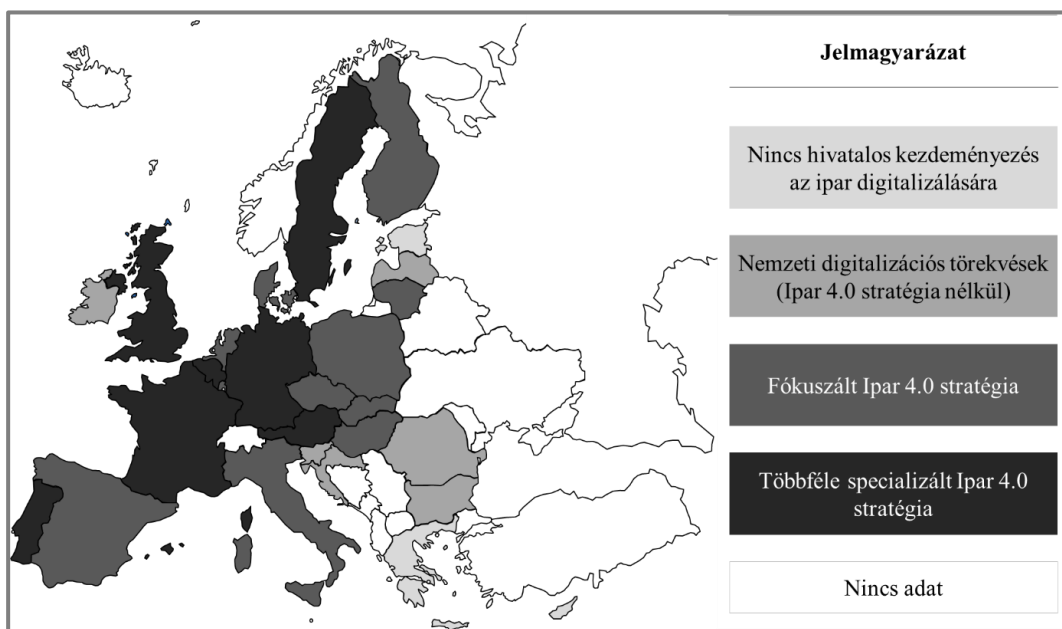 Jelmagyarázat
Nincs hivatalos kezdeményezés
az ipar digitalizálására
Nemzeti digitalizációs törekvések
(Ipar 4.0 stratégia nélkül)
Fókuszált Ipar 4.0 stratégia
Többféle specializált Ipar 4.0
stratégia
Nincs adat